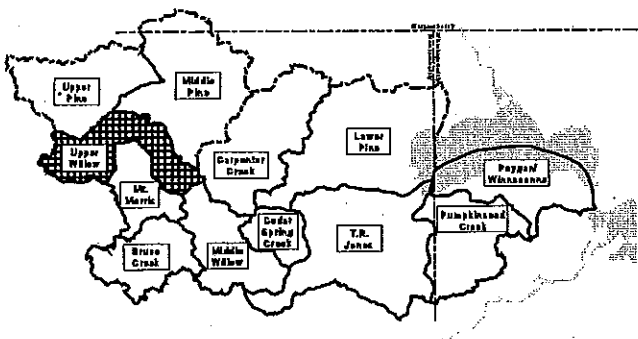 Upper
Pine
Middle
Pine
Upper
Willow
Mt.
Morris
Carpenter
Creek
Lower
Pine
Poygan/
Winneconne
Pumpkinseed
Creek
Cedar
Spring
Creek
T.R.
Jones
Bruce
Creek
Middle
Willow